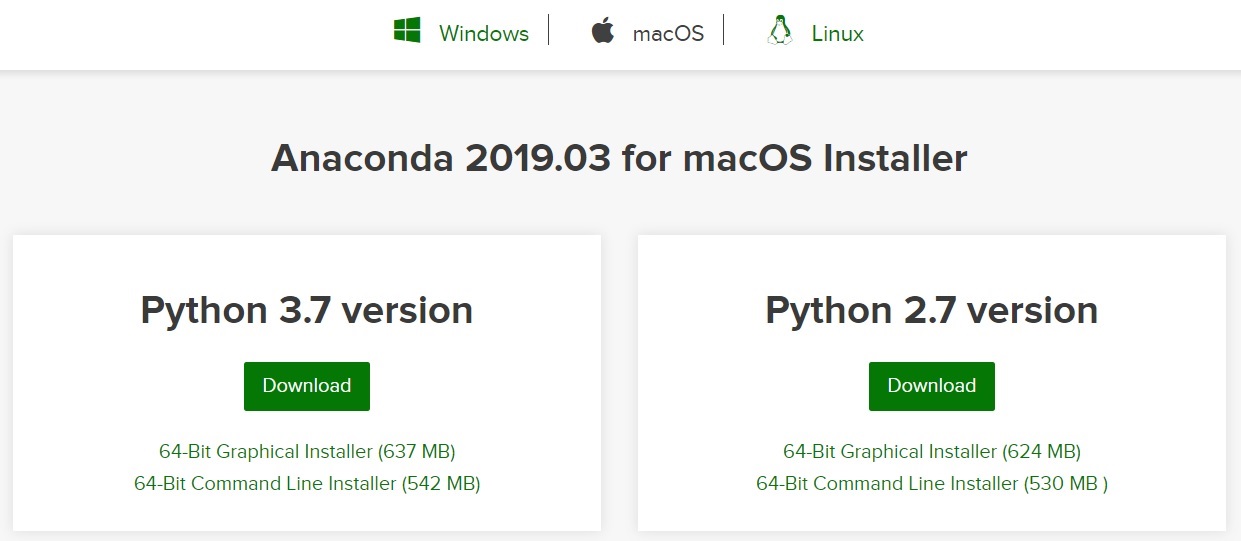 Windows macOS Linux
Anaconda 2019.03 for macOS Installer
Python 3.7 version
Download
64-Bit Graphical Installer (637 MB)
64-Bit Command Line Installer (542 MB)
Python 2.7 version
Download
64-Bit Graphical Installer (624 MB)
64-Bit Command Line Installer (530 MB )